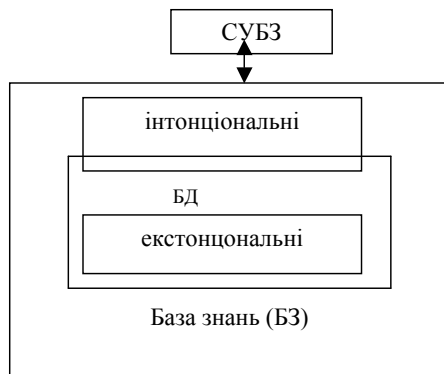 СУБЗ
інтонціональні
БД
екстонцональні
База знань (БЗ)